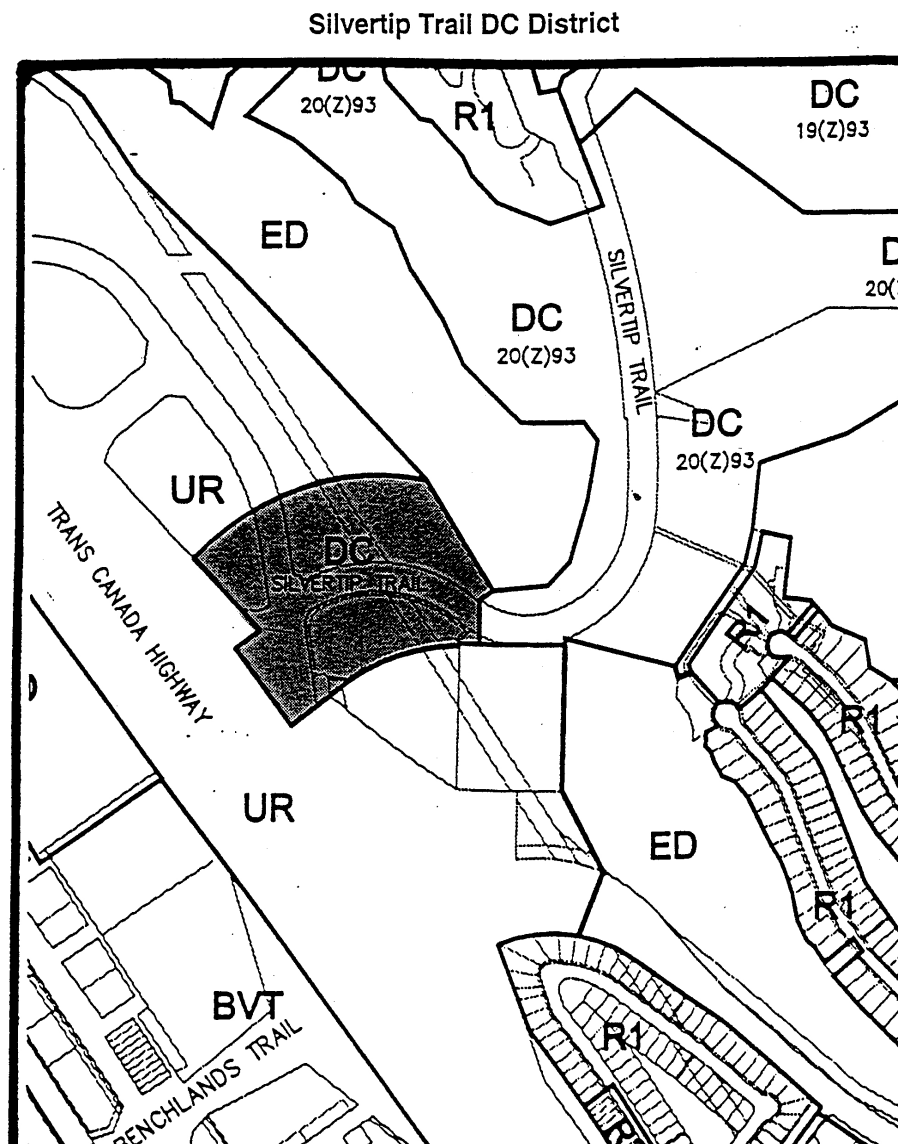 Silvertip Trail DC District
DC
20(Z)93
R1
DC
19(Z)93
ED
SILVERTIP TRAIL
DC
20(Z)93
DC
20(Z)93
UR
DC
SILVERTIP TRAIL
TRANS CANADA HIGHWAY
R1
R1
UR
ED
R1
BVT
R1
BENCHLANDS TRAIL